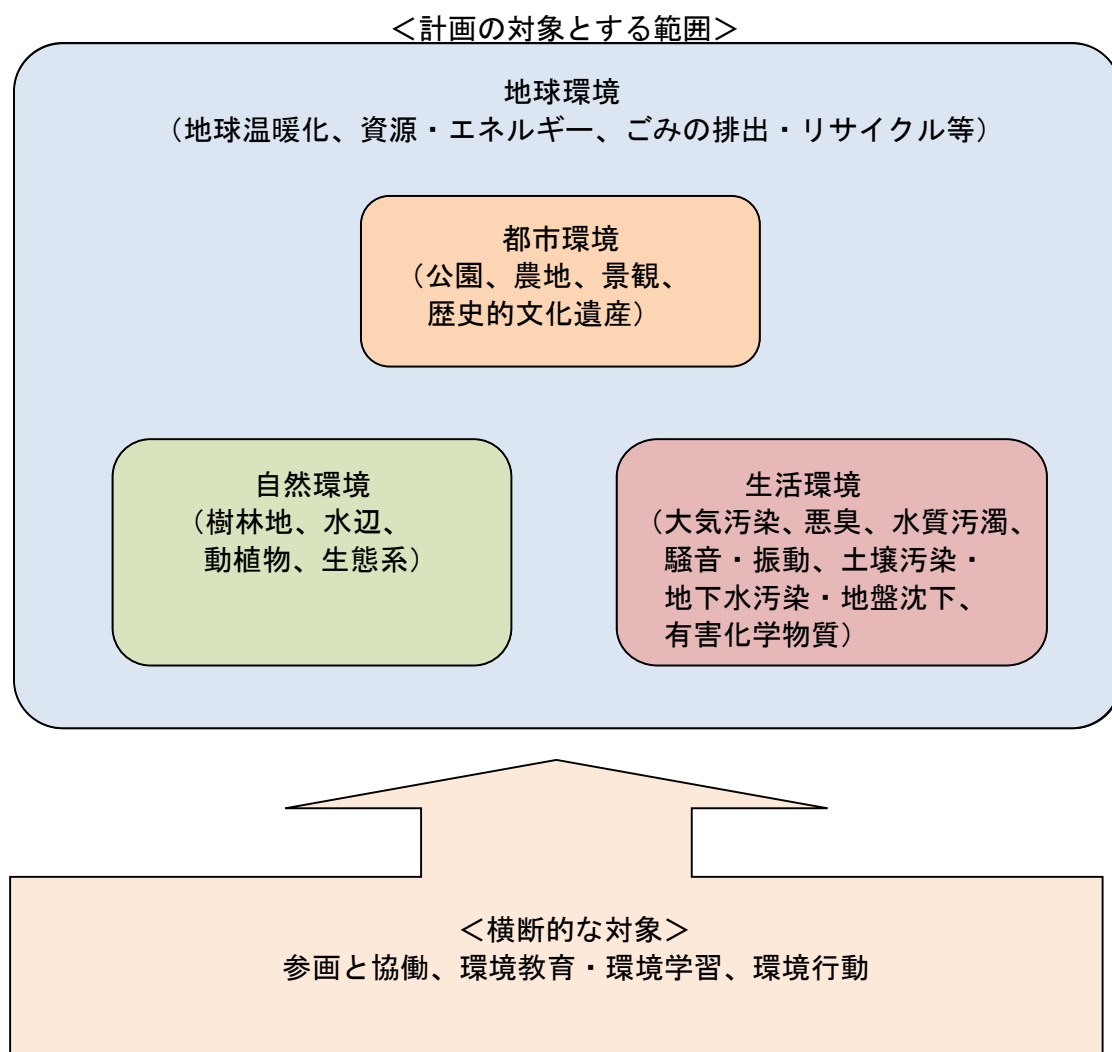 ＜計画の対象とする範囲＞
地球環境
（地球温暖化、資源・エネルギー、ごみの排出・リサイクル等）
都市環境
（公園、農地、景観、
歴史的文化遺産）
自然環境
（樹林地、水辺、
動植物、生態系）
生活環境
（大気汚染、悪臭、水質汚濁、
騒音・振動、土壌汚染・
地下水汚染・地盤沈下、
有害化学物質）
＜横断的な対象＞
参画と協働、環境教育・環境学習、環境行動